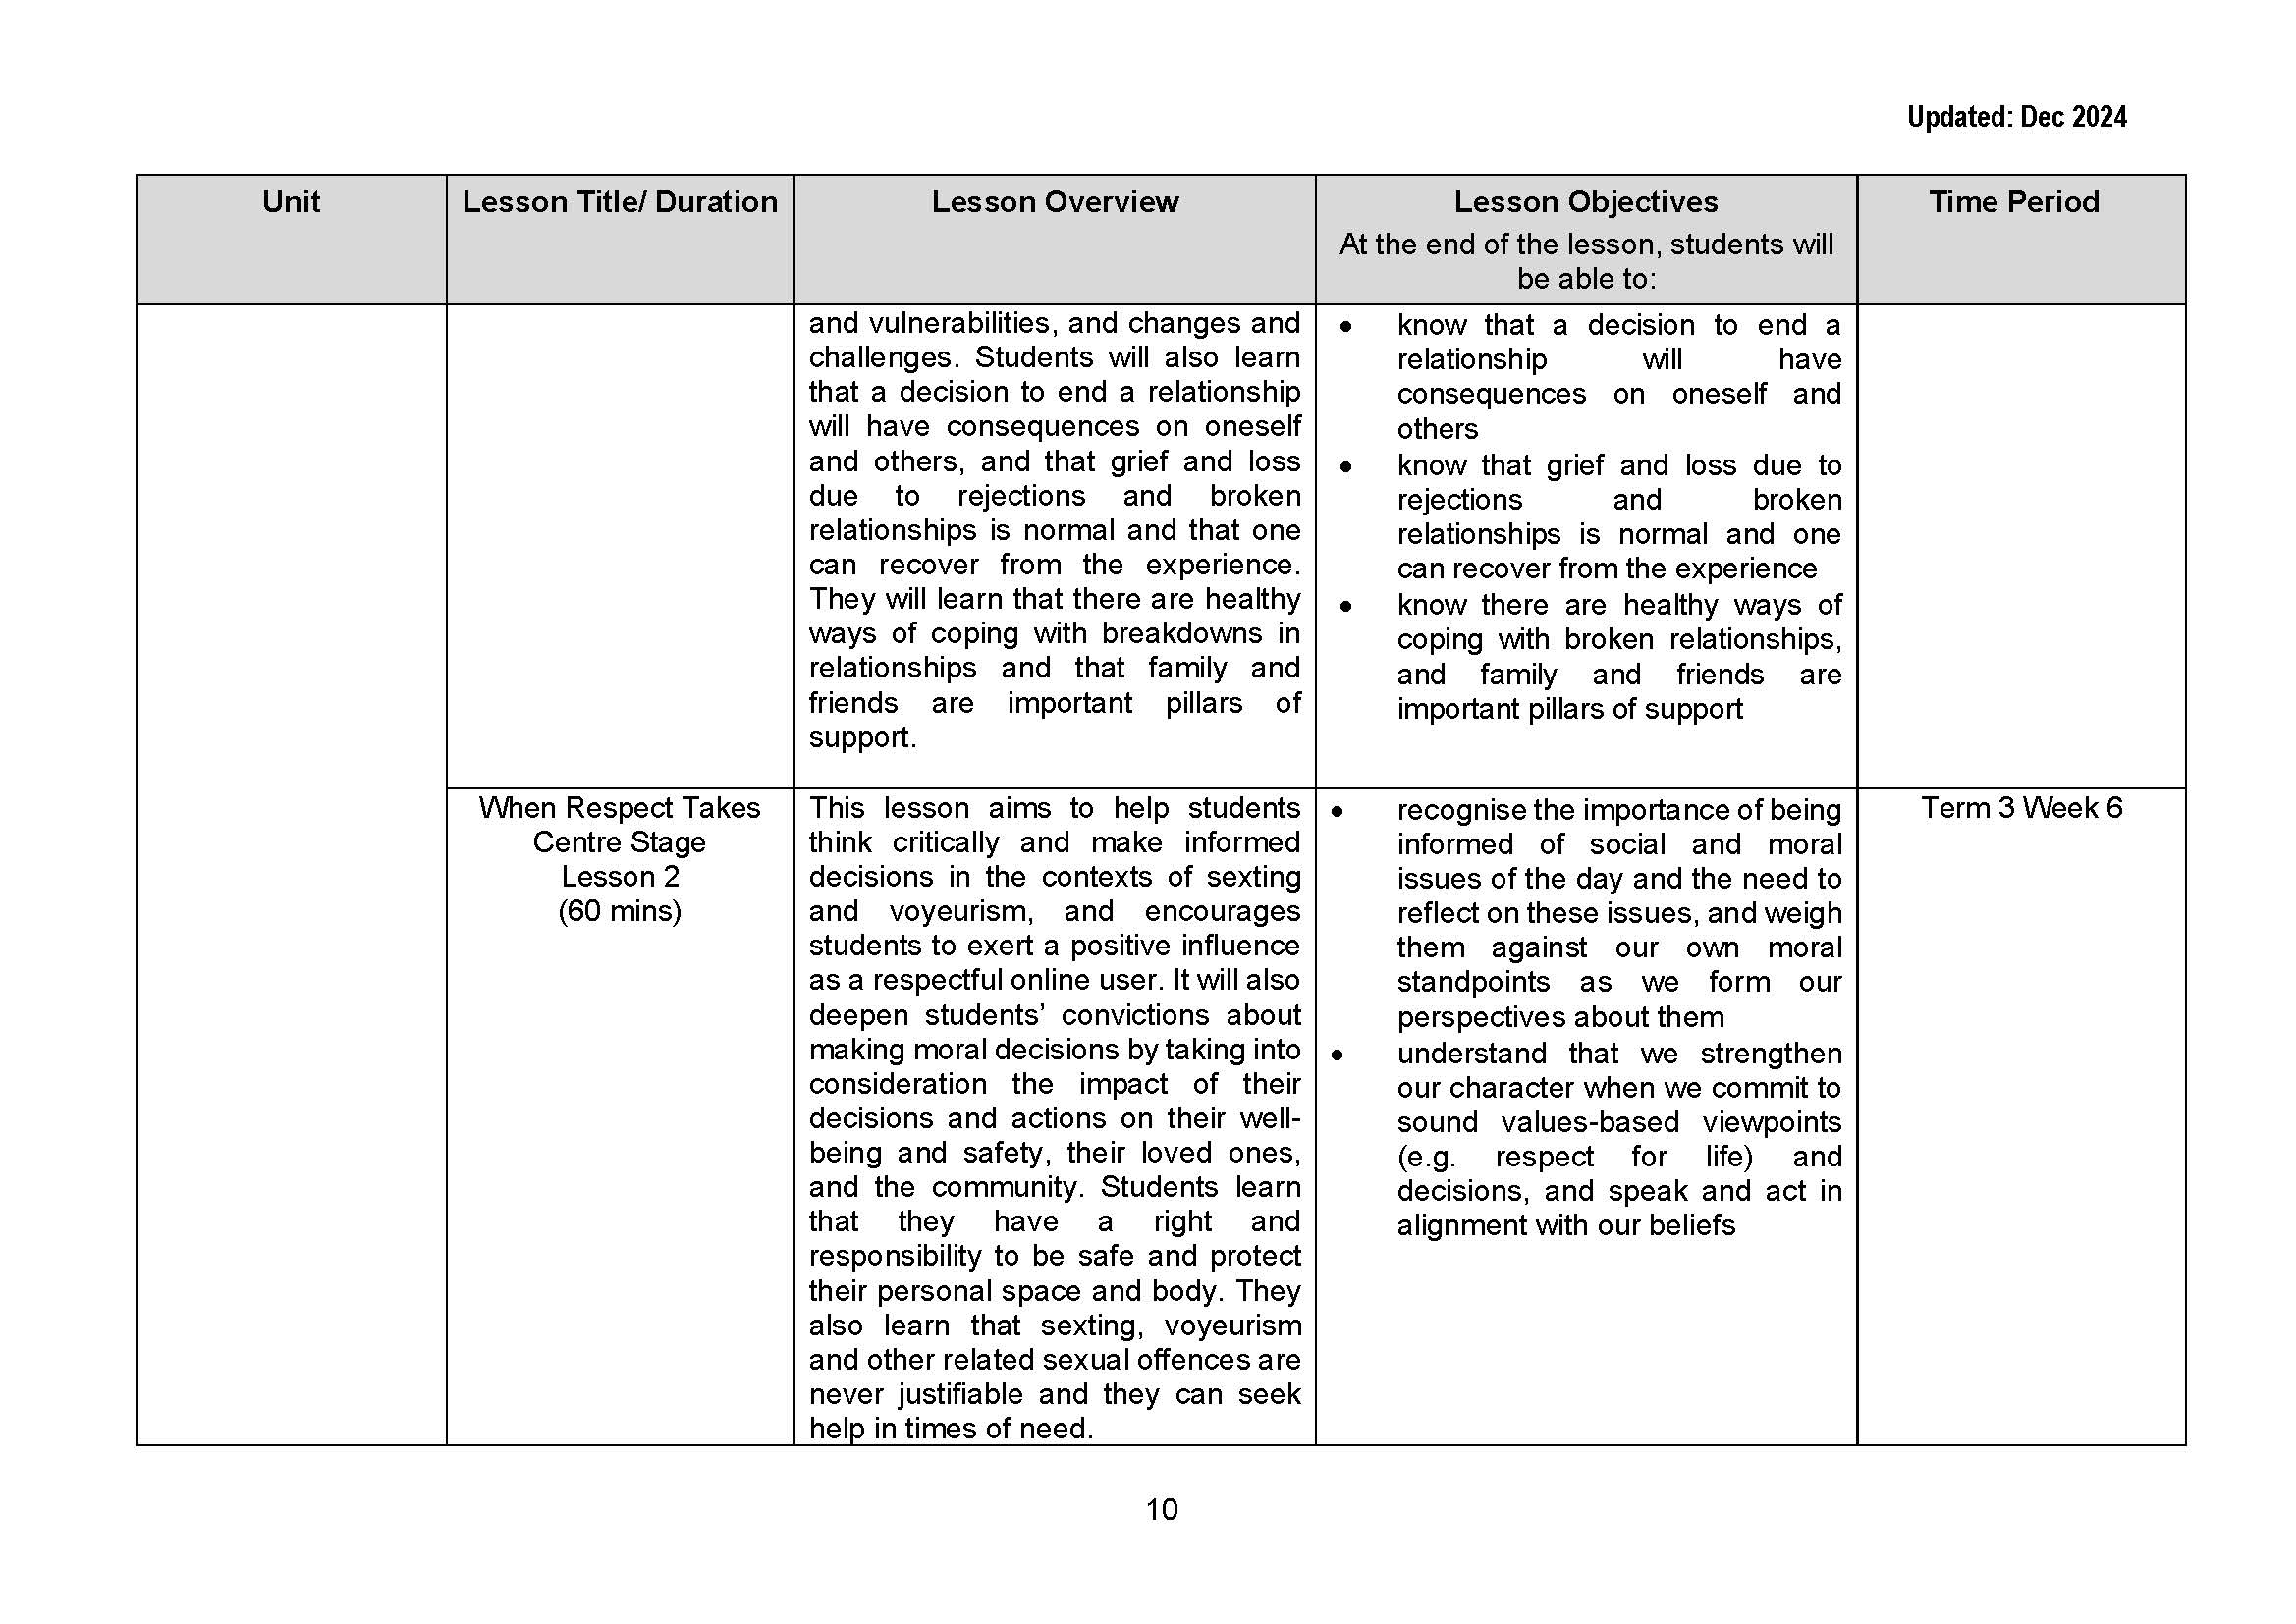 Updated: Dec 2024
Unit
Lesson Title/ Duration
Lesson Overview
Lesson Objectives
At the end of the lesson, students will
be able to:
Time Period
and vulnerabilities, and changes and
challenges. Students will also learn
that a decision to end a relationship
will have consequences on oneself
and others, and that grief and loss
due to rejections and broken
relationships is normal and that one
can recover from the experience.
They will learn that there are healthy
ways of coping with breakdowns in
relationships and that family and
friends are important pillars of
support.
• know that a decision to end a
relationship will have
consequences on oneself and
others
• know that grief and loss due to
rejections and broken
relationships is normal and one
can recover from the experience
• know there are healthy ways of
coping with broken relationships,
and family and friends are
important pillars of support
When Respect Takes
Centre Stage
Lesson 2
(60 mins)
This lesson aims to help students
think critically and make informed
decisions in the contexts of sexting
and voyeurism, and encourages
students to exert a positive influence
as a respectful online user. It will also
deepen students’ convictions about
making moral decisions by taking into
consideration the impact of their
decisions and actions on their well-
being and safety, their loved ones,
and the community. Students learn
that they have a right and
responsibility to be safe and protect
their personal space and body. They
also learn that sexting, voyeurism
and other related sexual offences are
never justifiable and they can seek
help in times of need.
• recognise the importance of being
informed of social and moral
issues of the day and the need to
reflect on these issues, and weigh
them against our own moral
standpoints as we form our
perspectives about them
• understand that we strengthen
our character when we commit to
sound values-based viewpoints
(e.g. respect for life) and
decisions, and speak and act in
alignment with our beliefs
Term 3 Week 6
10